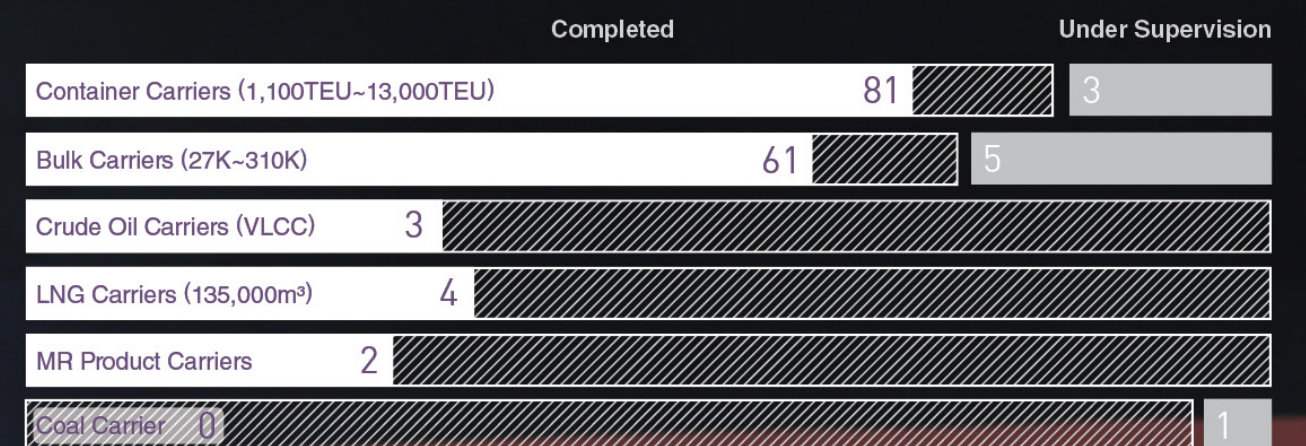 Completed Under Supervision
Container Carriers (1,100TEU~13,000TEU) 81 3
Bulk Carriers (27K~310K) 61 5
Crude Oil Carriers (VLCC) 3
LNG Carriers (135,000m³) 4
MR Product Carriers 2
Coal Carrier 0 1